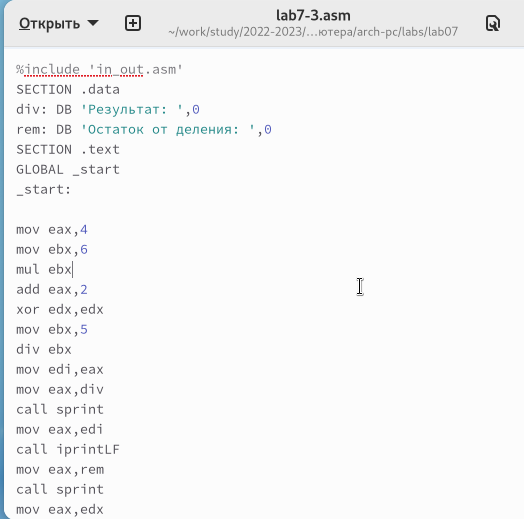 Открыть
lab7-3.asm
~/work/study/2022-2023/...ютера/arch-pc/labs/lab07
%include 'in_out.asm'
SECTION .data
div: DB 'Результат: ',0
rem: DB 'Остаток от деления: ',0
SECTION .text
GLOBAL _start
_start:
mov eax,4
mov ebx,6
mul ebx
add eax,2
xor edx,edx
mov ebx,5
div ebx
mov edi,eax
mov eax,div
call sprint
mov eax,edi
call iprintLF
mov eax,rem
call sprint
mov eax,edx